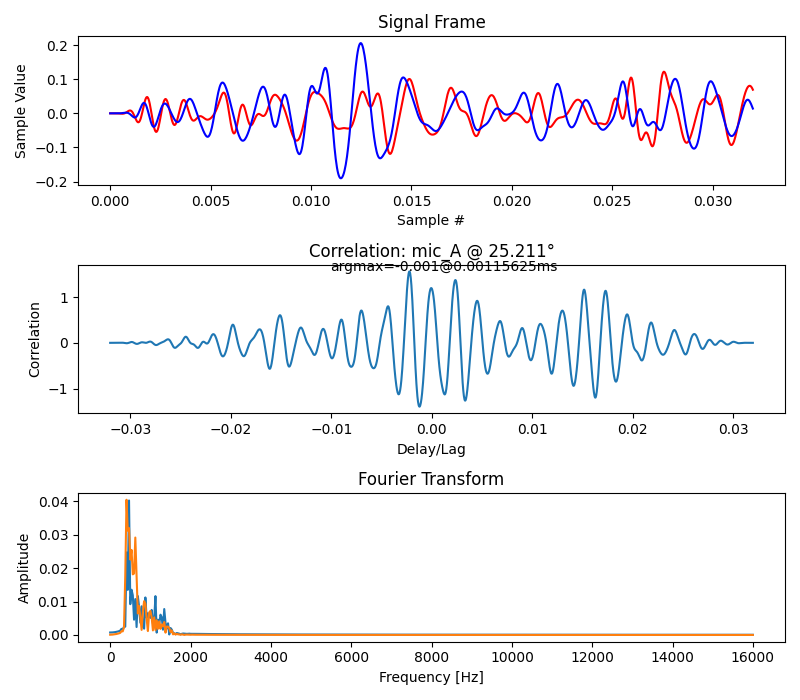 Signal Frame
Sample Value
0.2
0.1
0.0
−0.1
−0.2
0.000 0.005 0.010 0.015 0.020 0.025 0.030
Sample #
Correlation: mic_A @ 25.211°
argmax=-0.001@0.00115625ms
Correlation
1
0
−1
−0.03 −0.02 −0.01 0.00 0.01 0.02 0.03
Delay/Lag
Fourier Transform
Amplitude
0.04
0.03
0.02
0.01
0.00
0 2000 4000 6000 8000 10000 12000 14000 16000
Frequency [Hz]